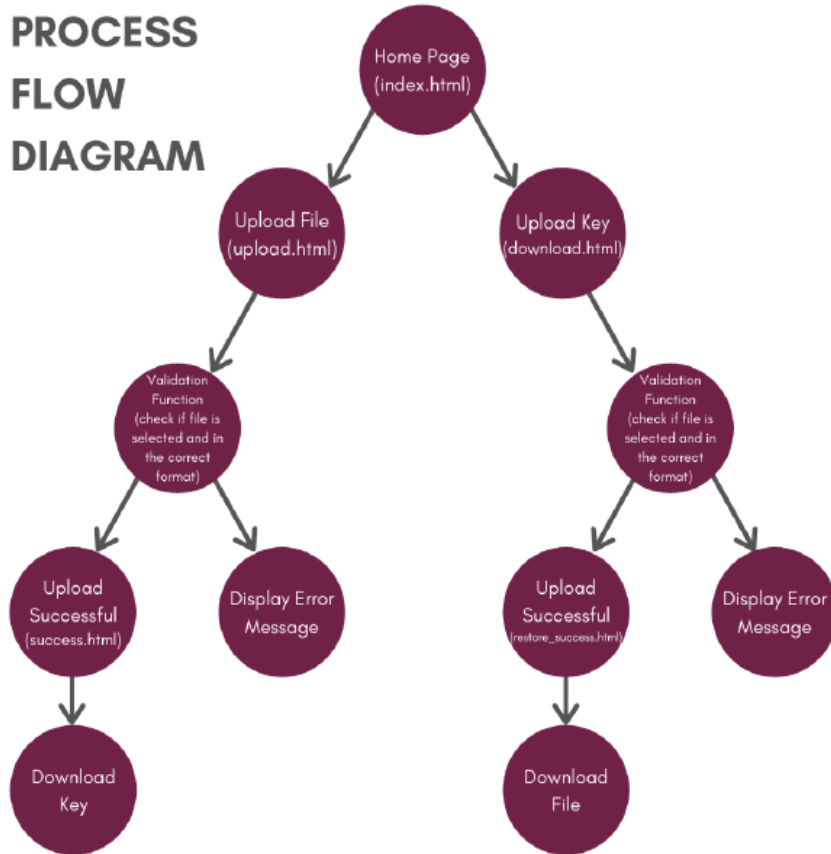 PROCESS
FLOW
DIAGRAM
Home Page
(index.html)
Upload File
(upload.html)
Upload Key
(download.html)
Validation
Function
(check if file is
selected and in
the correct
format)
Validation
Function
(check if file is
selected and in
the correct
format)
Upload
Successful
(success.html)
Display Error
Message
Upload
Successful
(restore_success.html)
Display Error
Message
Download
Key
Download
File